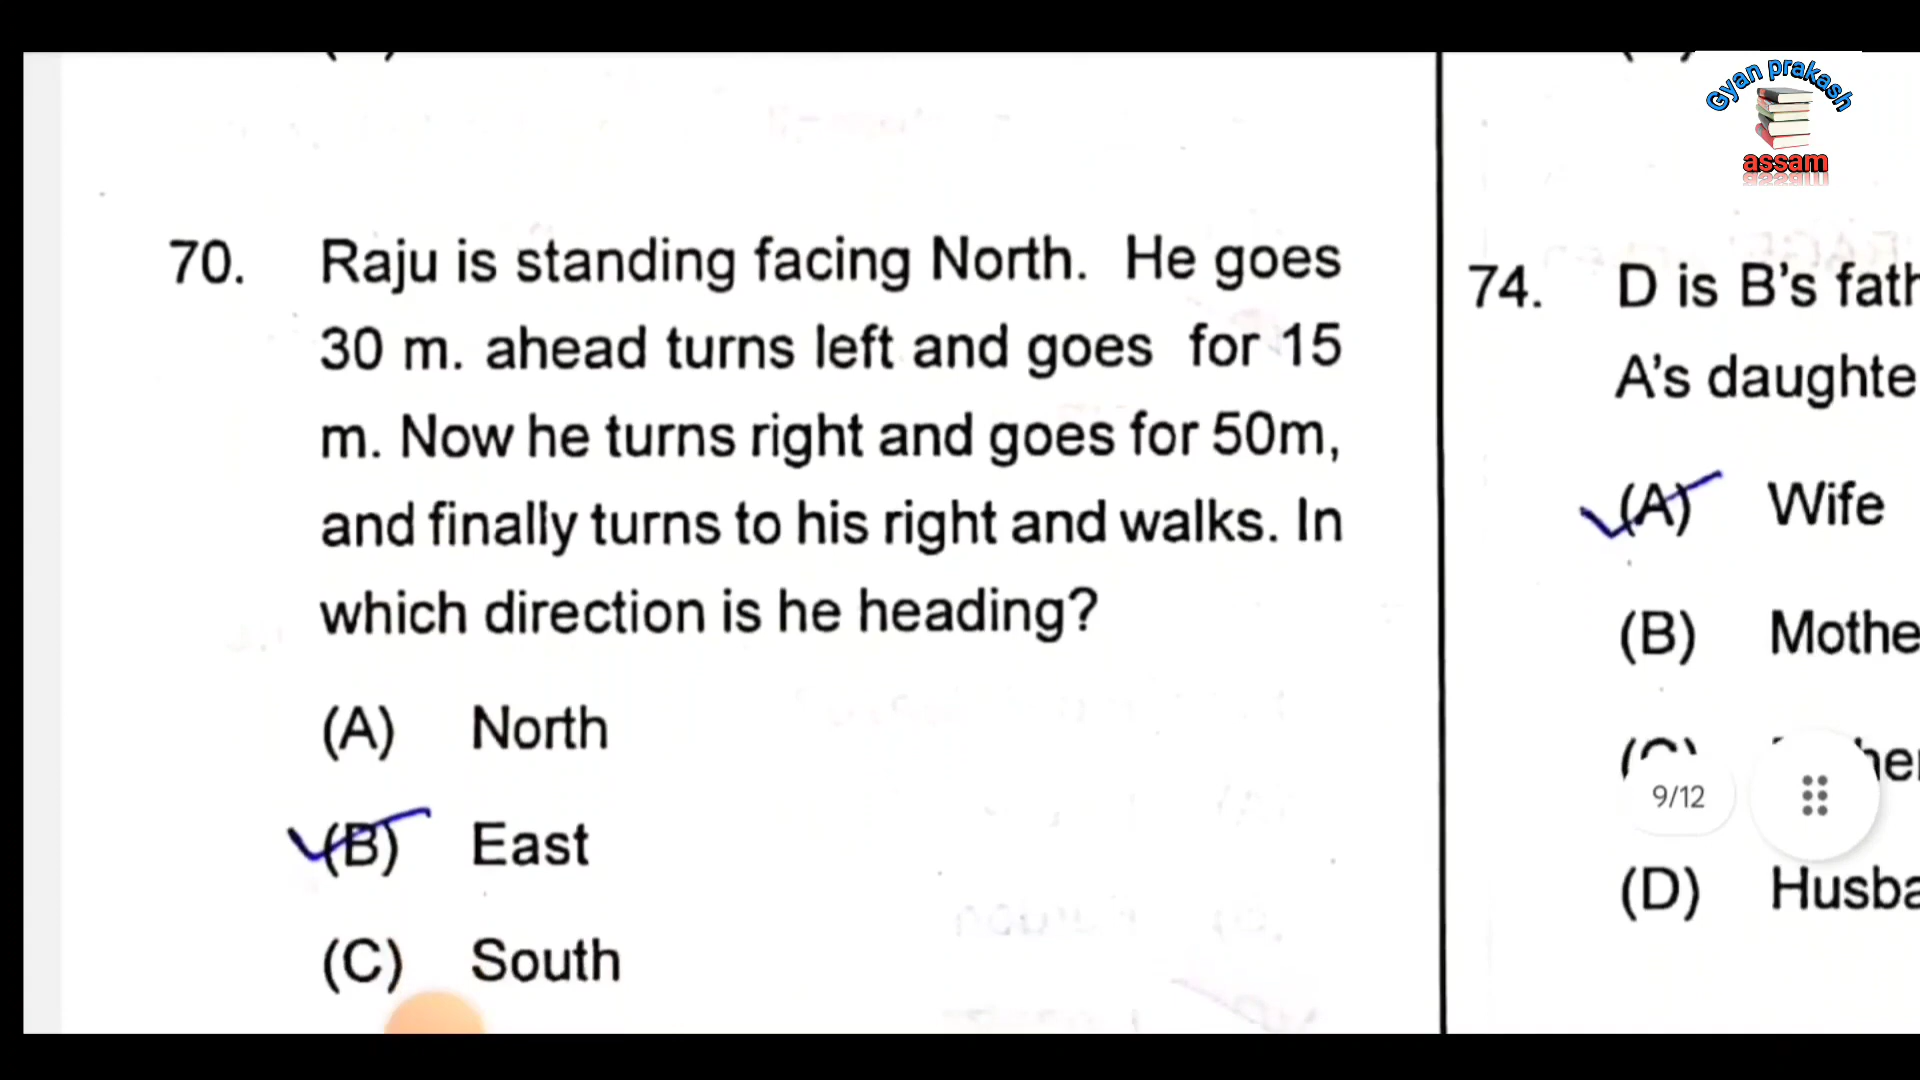 Gyan prakash
assam
70. Raju is standing facing North. He goes
30 m. ahead turns left and goes for 15
m. Now he turns right and goes for 50m,
and finally turns to his right and walks. In
which direction is he heading?
(A) North
(B) East
(C) South
74. D is B's fath
A's daughte
(A) Wife
(B) Mothe
9/12
(D) Husba